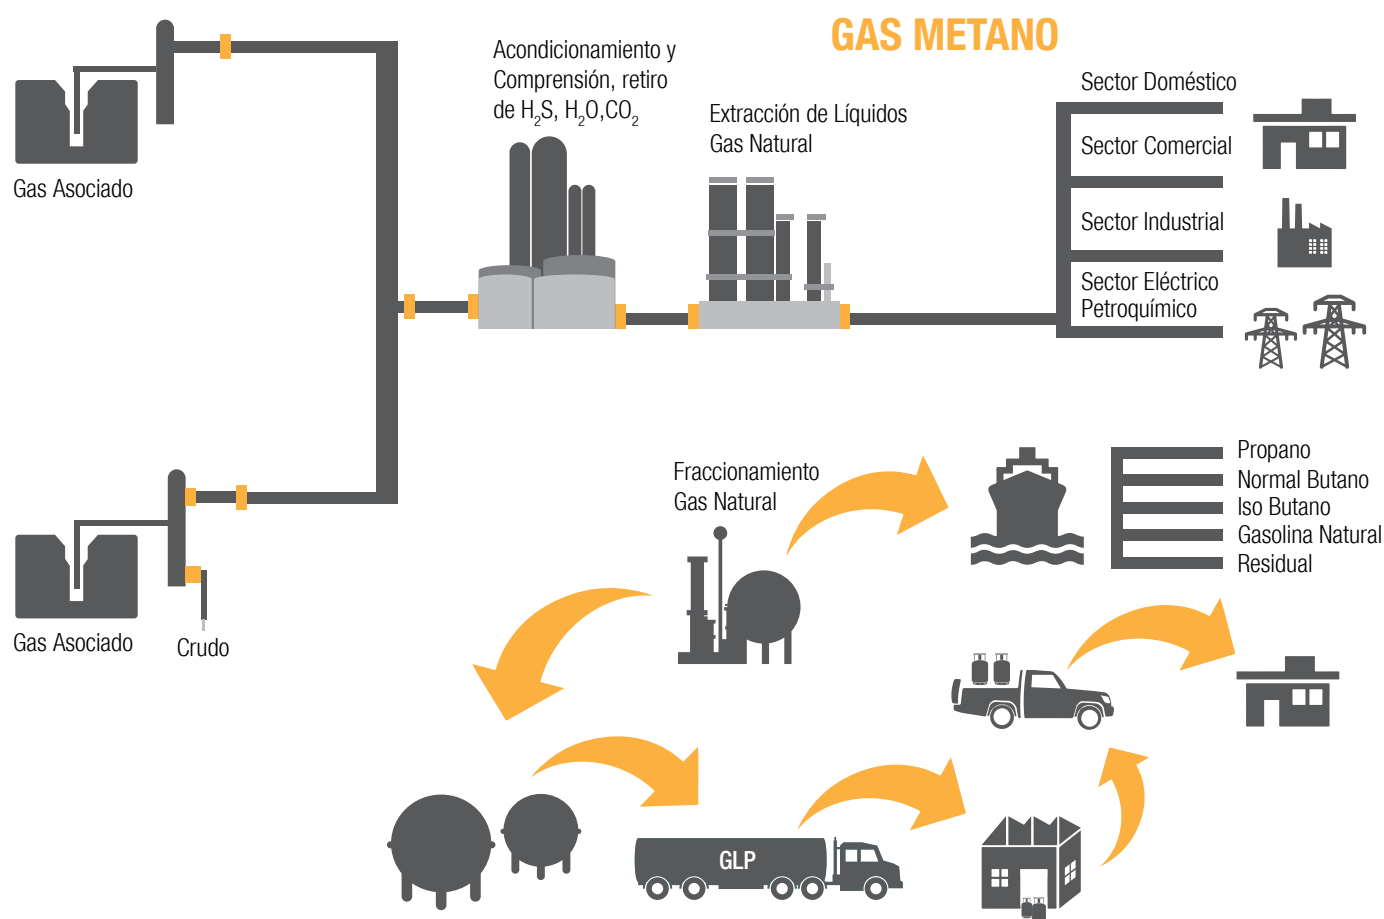 GAS METANO
Acondicionamiento y
Comprensión, retiro
de H₂S, H₂O,CO₂
Extracción de Líquidos
Gas Natural
Sector Doméstico
Sector Comercial
Sector Industrial
Sector Eléctrico
Petroquímico
Gas Asociado
Fraccionamiento
Gas Natural
Propano
Normal Butano
Iso Butano
Gasolina Natural
Residual
Gas Asociado
Crudo
GLP